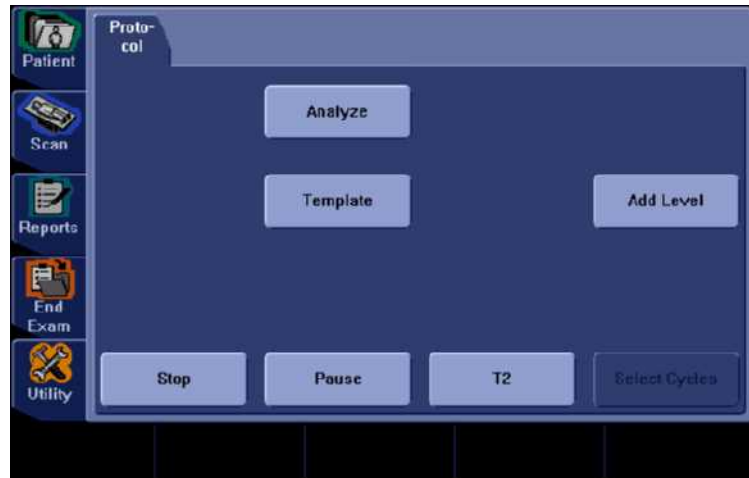 Patient
Proto-
col
Analyze
Scan
Template
Add Level
Reports
End
Exam
Stop
Pause
T2
Select Cycles
Utility